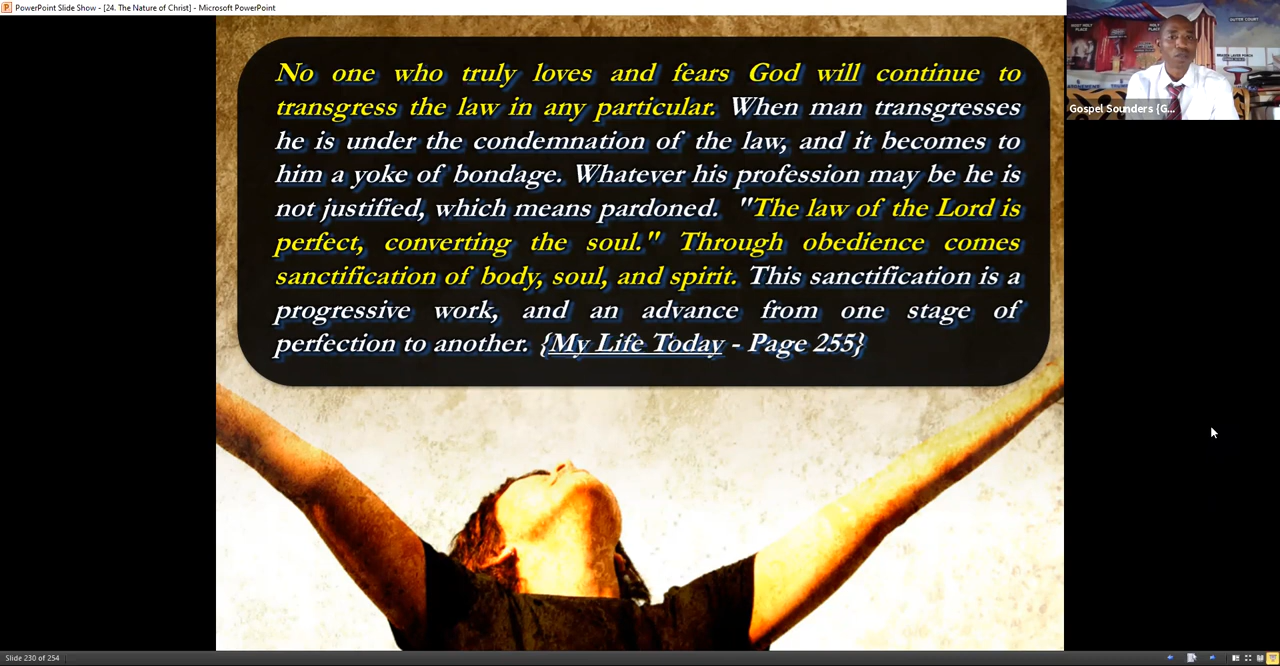 PowerPoint Slide Show - [24. The Nature of Christ] - Microsoft PowerPoint
No one who truly loves and fears God will continue to
transgress the law in any particular. When man transgresses
he is under the condemnation of the law, and it becomes to
him a yoke of bondage. Whatever his profession may be he is
not justified, which means pardoned. "The law of the Lord is
perfect, converting the soul." Through obedience comes
sanctification of body, soul, and spirit. This sanctification is a
progressive work, and an advance from one stage of
perfection to another. {My Life Today - Page 255}
OUTER COURT
Gospel Sounders {G...
Slide 230 of 254